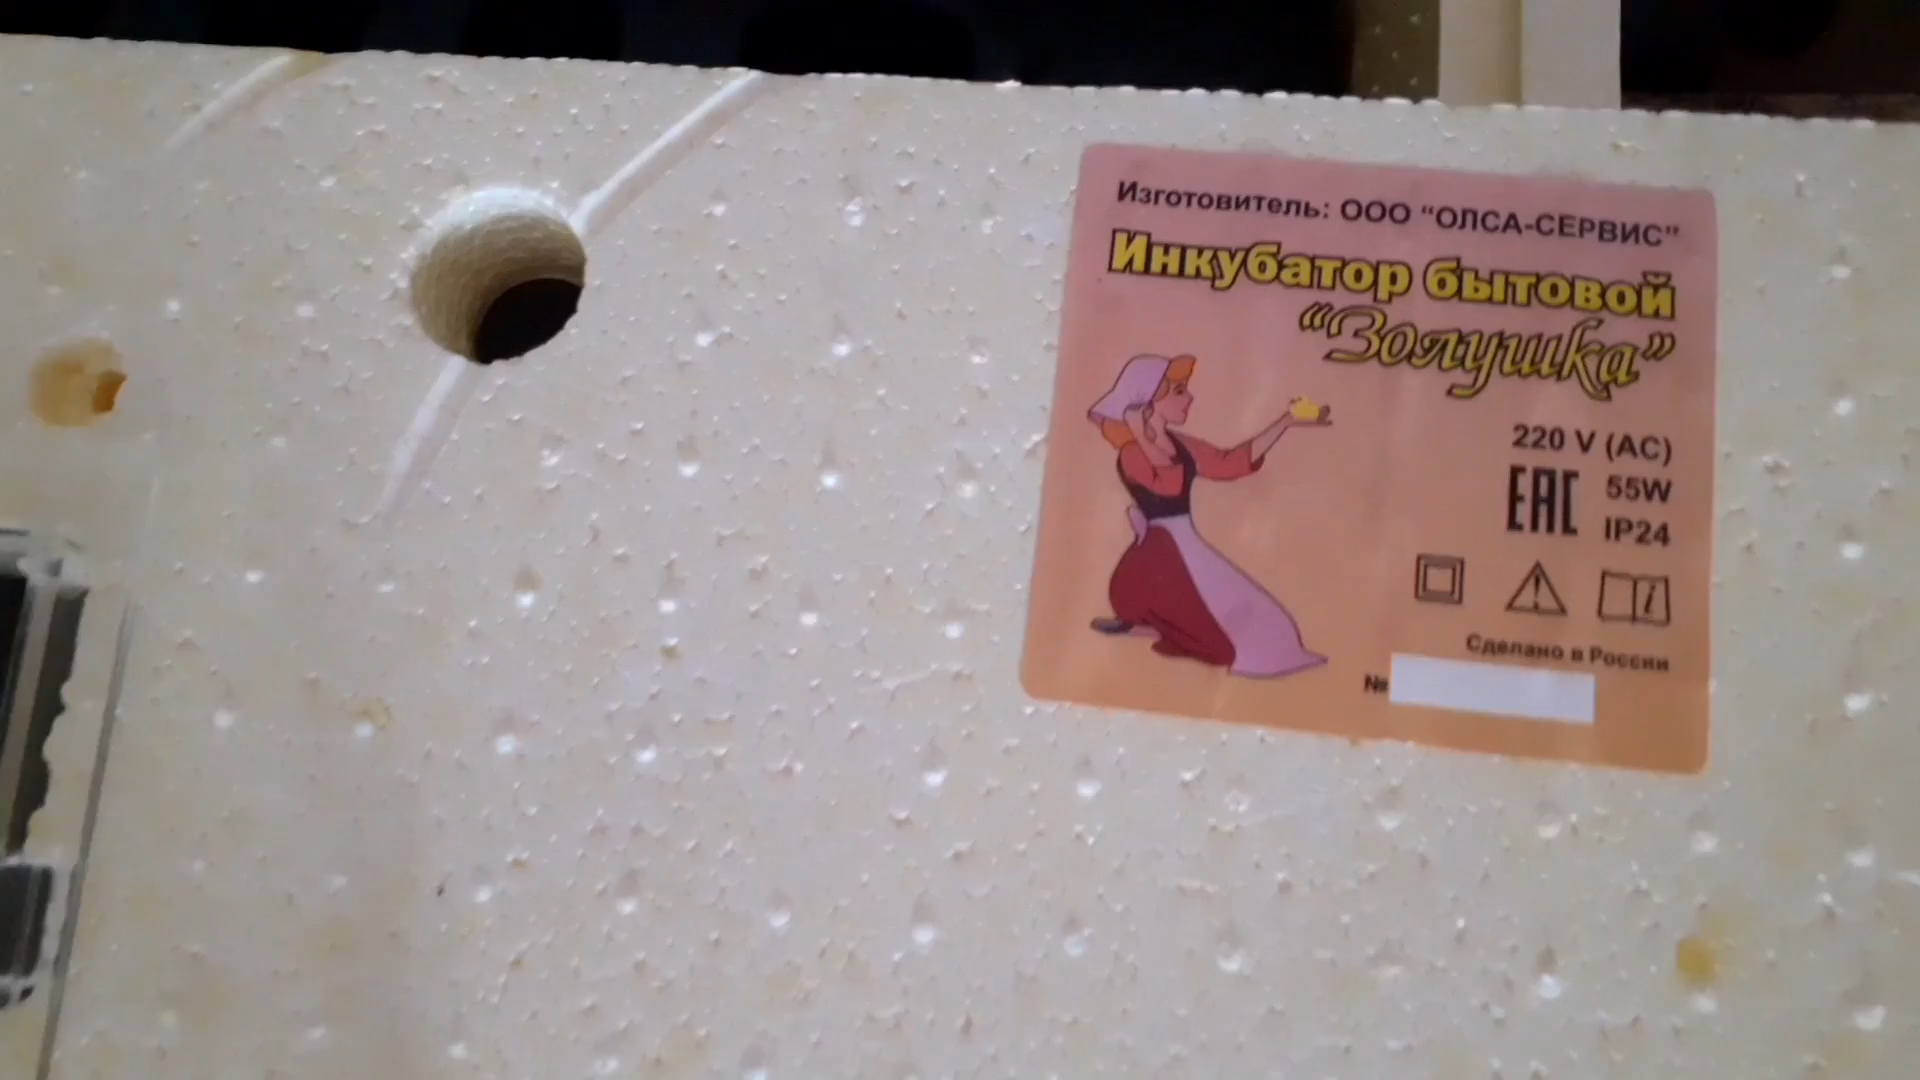 Изготовитель: ООО "ОЛСА-СЕРВИС"
Инкубатор бытовой
"Золушка"
220 V (AC)
EAC 55W
IP24
i
Сделано в России
№